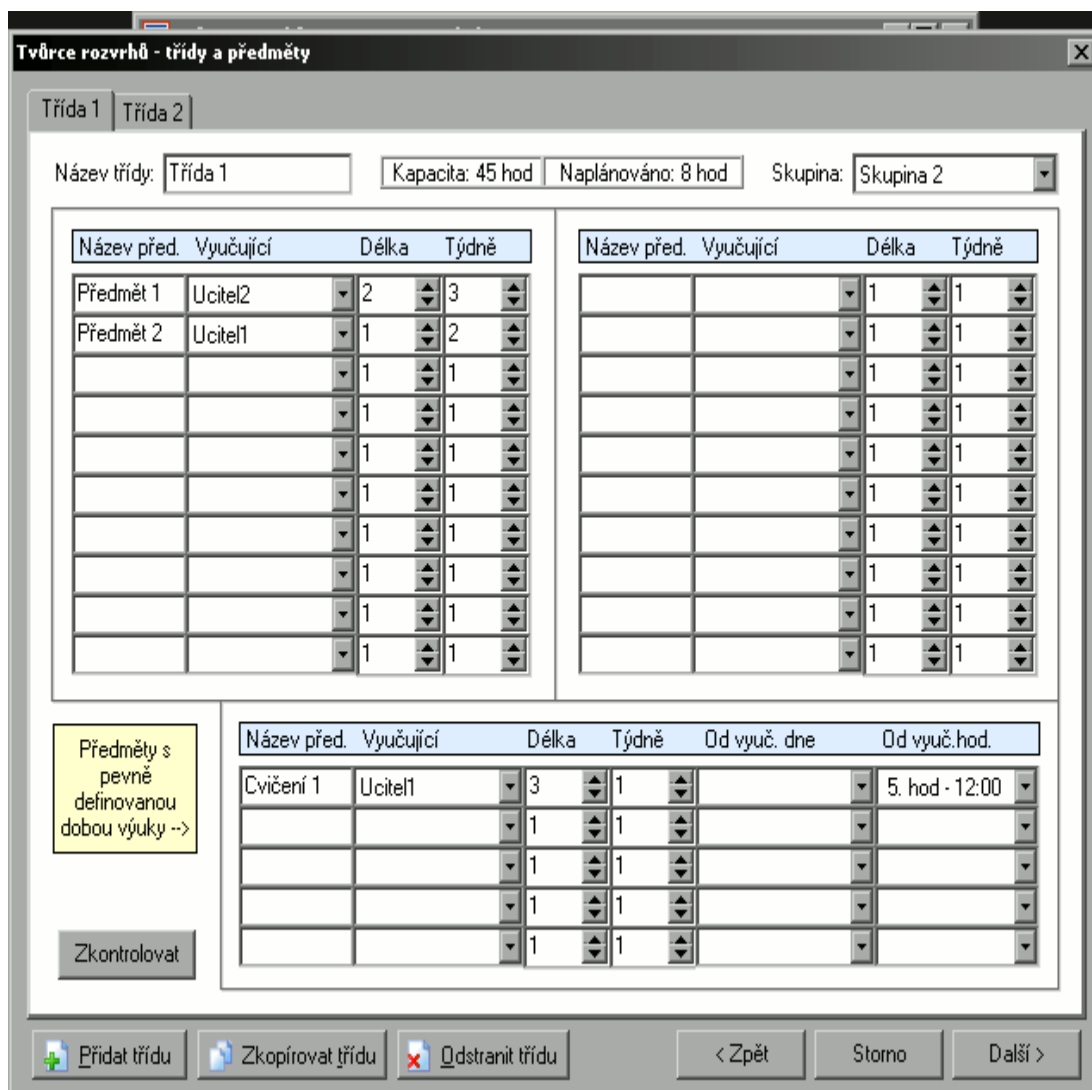 Tvůrce rozvrhů - třídy a předměty
Třída 1 Třída 2
Název třídy: Třída 1 Kapacita: 45 hod Naplánováno: 8 hod Skupina: Skupina 2
Název před. Vyučující Délka Týdně Název před. Vyučující Délka Týdně
Předmět 1 Ucitel2 2 3 1 1
Předmět 2 Ucitel1 1 2 1 1
1 1 1 1
1 1 1 1
1 1 1 1
1 1 1 1
1 1 1 1
1 1 1 1
1 1 1 1
1 1 1 1
Předměty s
pevně
definovanou
dobou výuky -->
Název před. Vyučující Délka Týdně Od vyuč. dne Od vyuč.hod.
Cvičení 1 Ucitel1 3 1 5. hod - 12:00
1 1
1 1
1 1
1 1
Zkontrolovat
Přidat třídu Zkopírovat třídu Odstranit třídu < Zpět Storno Další >